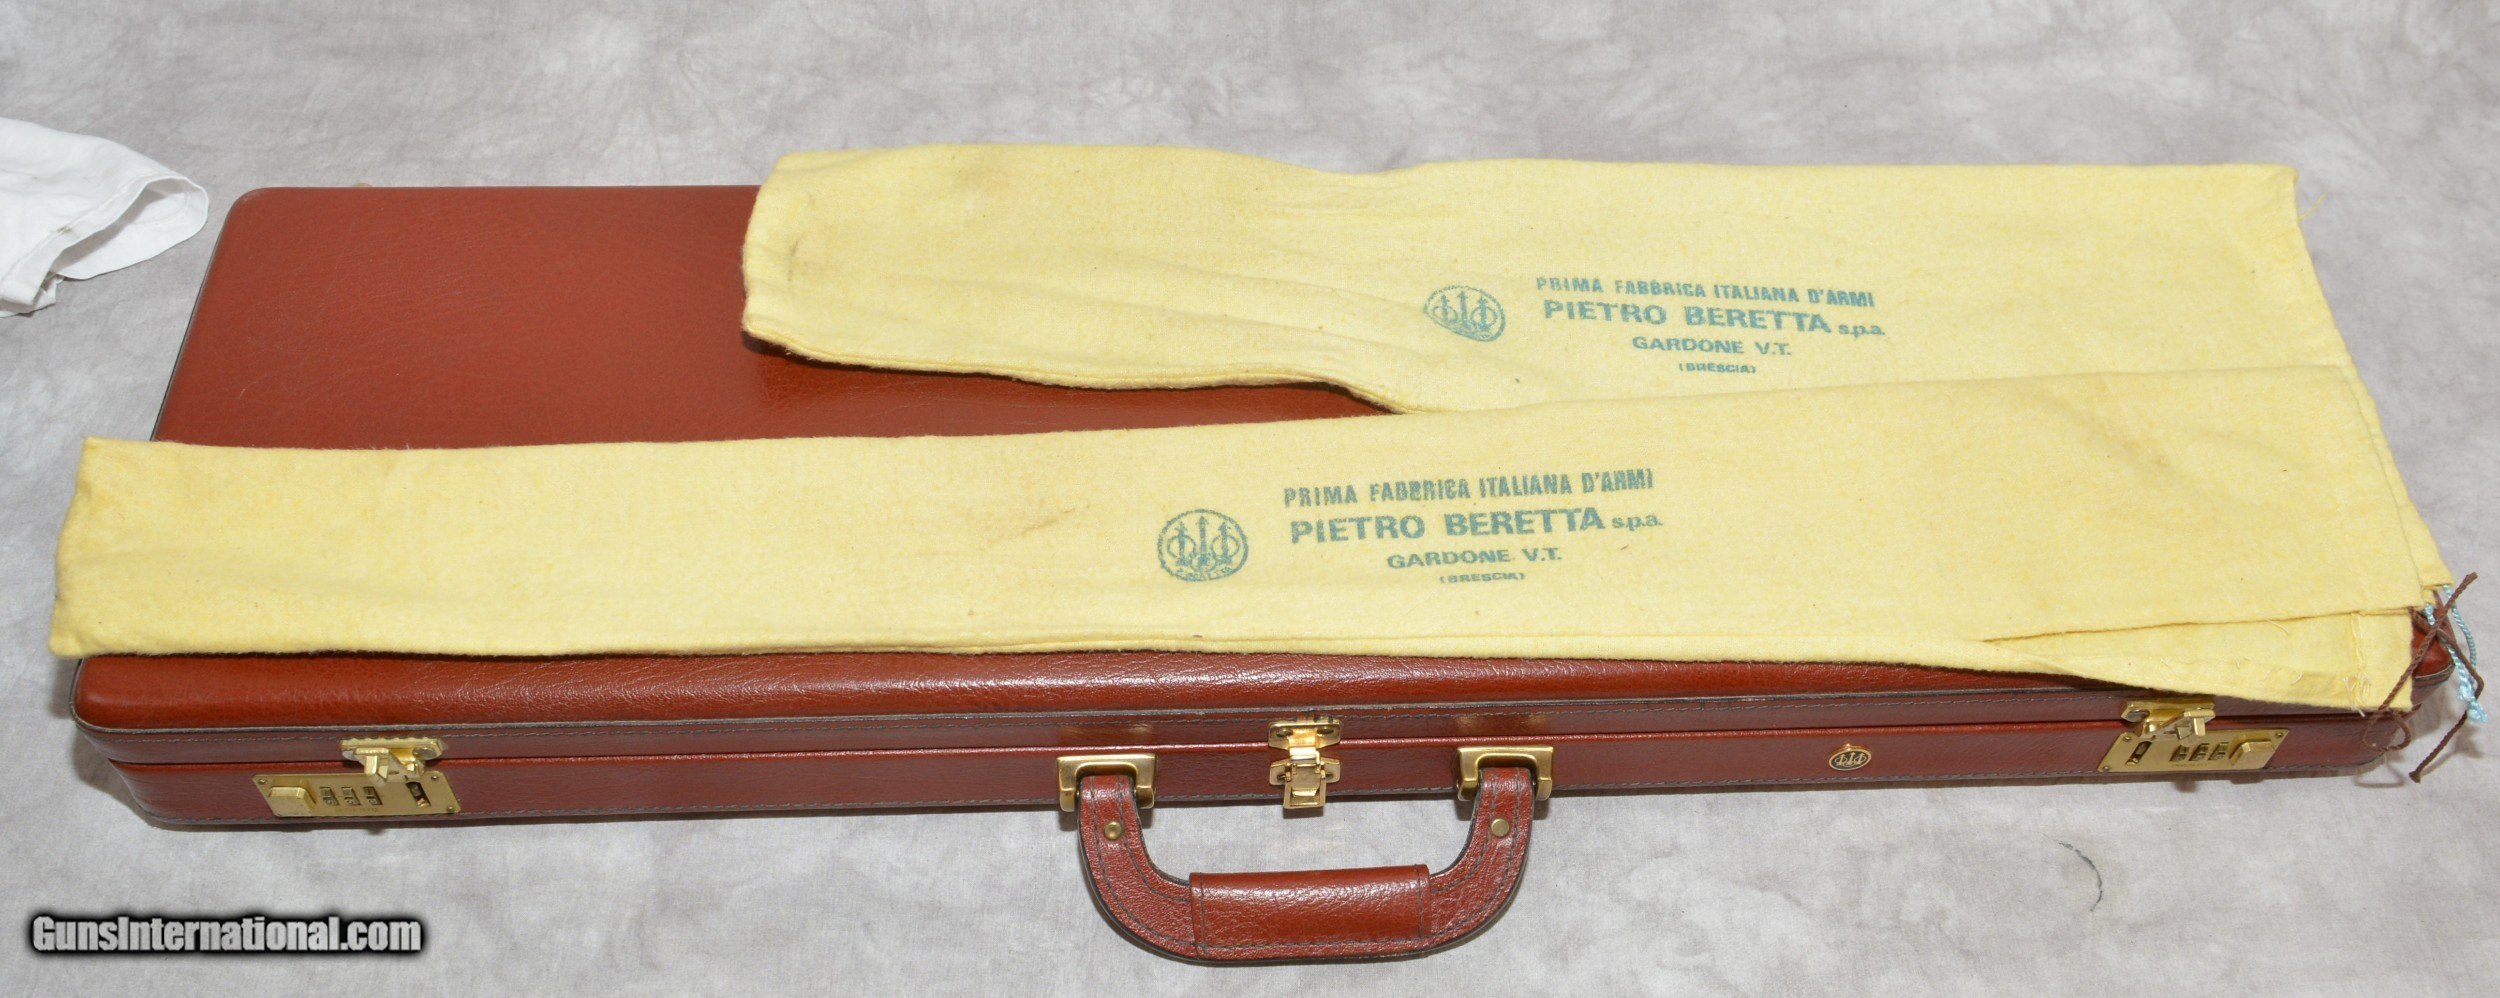 PRIMA FABBRICA ITALIANA D'ARMI
PIETRO BERETTA s.p.a.
GARDONE V.T.
(BRESCIA)
PRIMA FABBRICA ITALIANA D'ARMI
PIETRO BERETTA s.p.a.
GARDONE V.T.
(BRESCIA)
GunsInternational.com